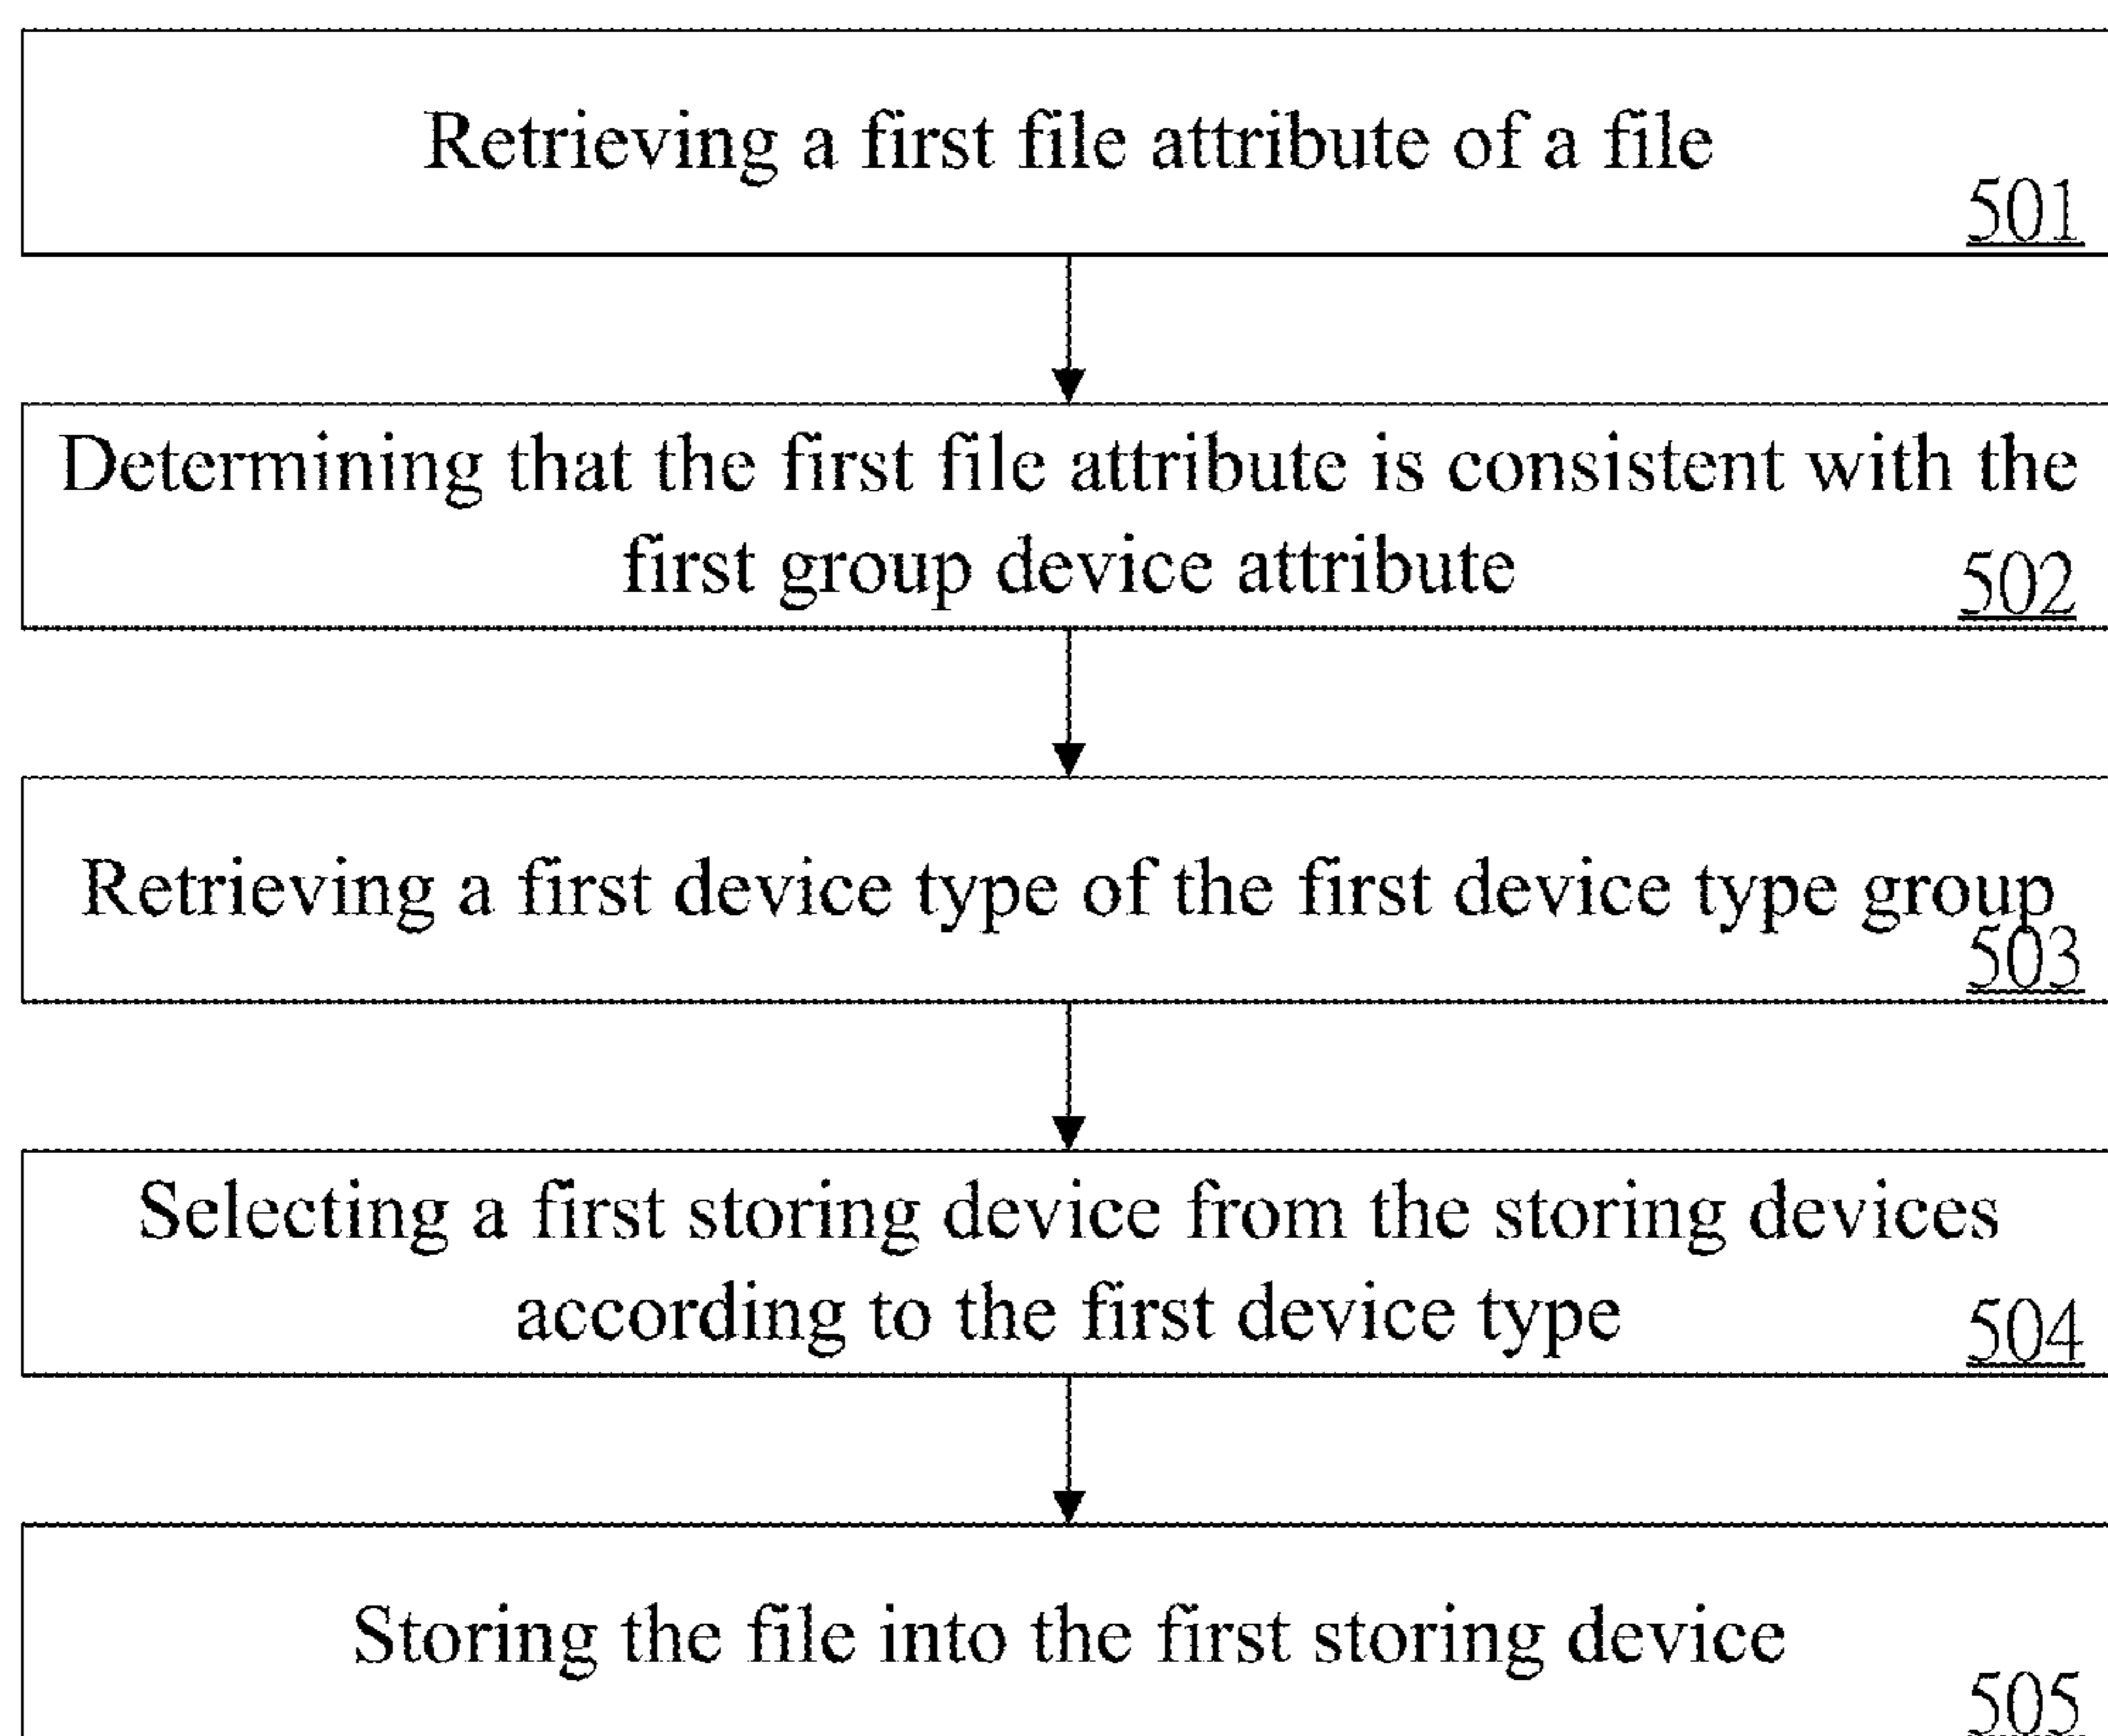 Retrieving a first file attribute of a file
501
Determining that the first file attribute is consistent with the
first group device attribute
502
Retrieving a first device type of the first device type group
503
Selecting a first storing device from the storing devices
according to the first device type
504
Storing the file into the first storing device
505